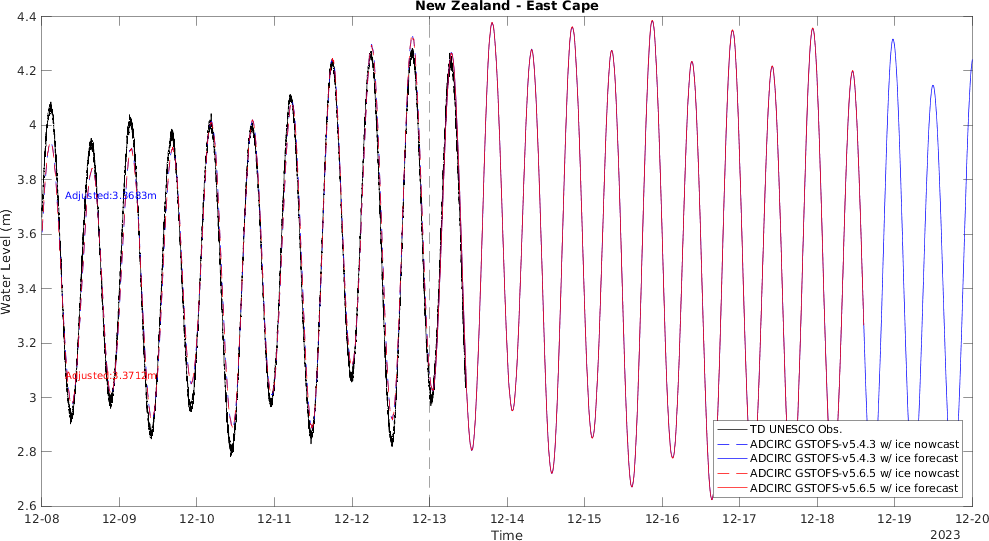 New Zealand - East Cape
4.4
4.2
4
3.8
3.6
3.4
3.2
3
2.8
2.6
Water Level (m)
Adjusted:3.3683m
Adjusted:3.3712m
TD UNESCO Obs.
ADCIRC GSTOFS-v5.4.3 w/ ice nowcast
ADCIRC GSTOFS-v5.4.3 w/ ice forecast
ADCIRC GSTOFS-v5.6.5 w/ ice nowcast
ADCIRC GSTOFS-v5.6.5 w/ ice forecast
12-08 12-09 12-10 12-11 12-12 12-13 12-14 12-15 12-16 12-17 12-18 12-19 12-20
Time
2023